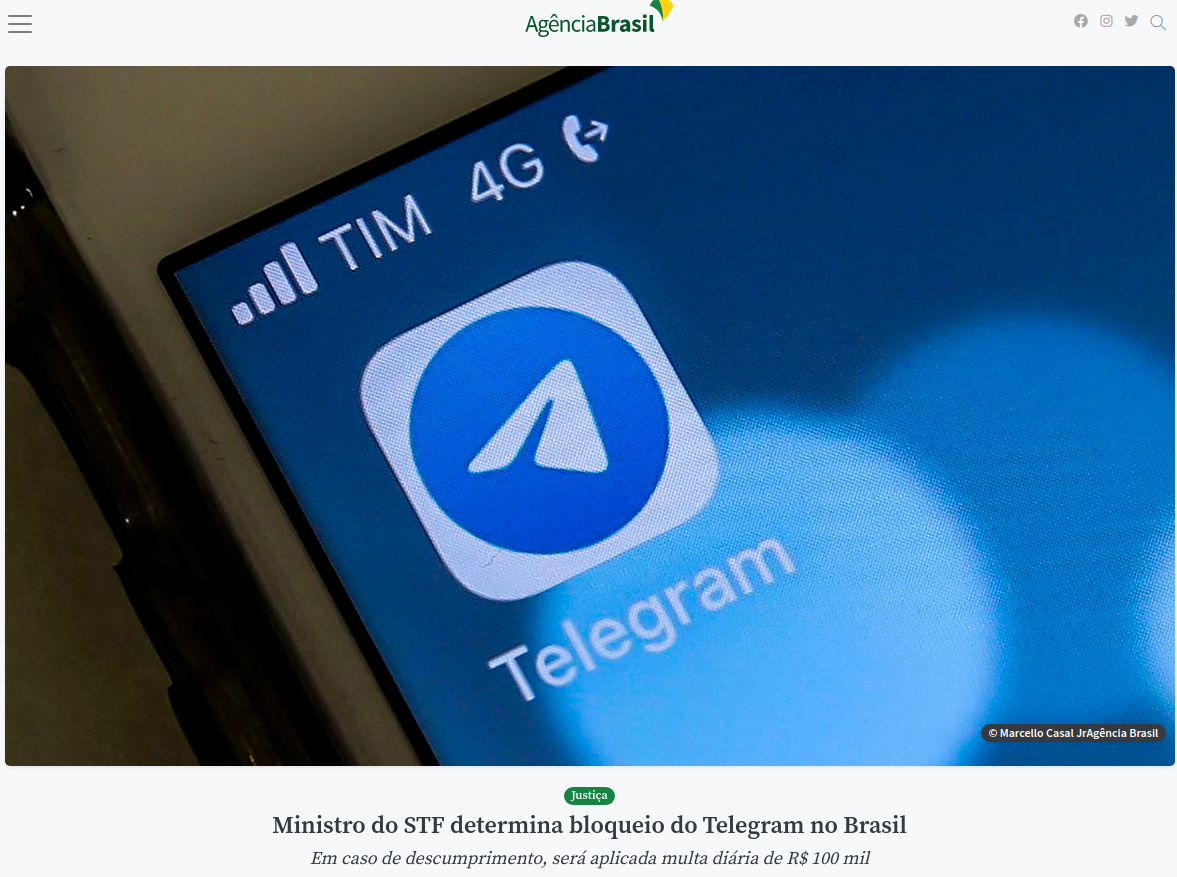 AgênciaBrasil
TIM 4G
Telegram
© Marcello Casal JrAgência Brasil
Justiça
Ministro do STF determina bloqueio do Telegram no Brasil
Em caso de descumprimento, será aplicada multa diária de R$ 100 mil